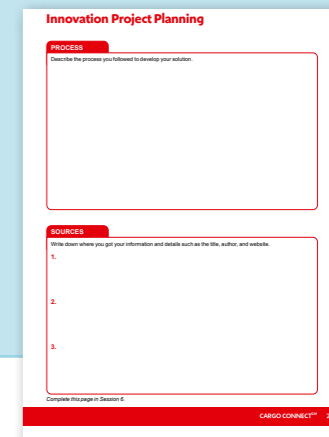 Innovation Project Planning
PROCESS
Describe the process you followed to develop your solution.
SOURCES
Write down where you got your information and details such as the title, author, and website.
1.
2.
3.
Complete this page in Session 6.
CARGO CONNECT℠